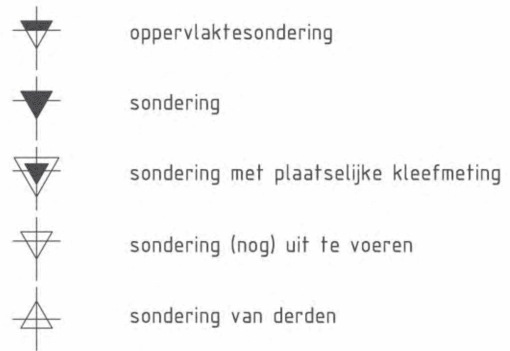 oppervlaktesondering
sondering
sondering met plaatselijke kleefmeting
sondering (nog) uit te voeren
sondering van derden